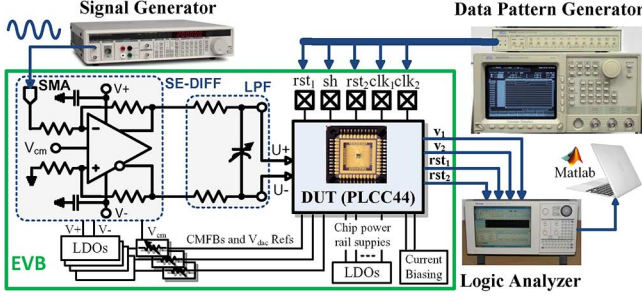 Signal Generator
Data Pattern Generator
SMA
V+
SE-DIFF
LPF
rst1 sh rst2 clk1 clk2
Vcm
U+
U-
V-
DUT (PLCC44)
v1
v2
rst1
rst2
Matlab
V+ V-
Vcm
LDOs
CMFBs and Vdac Refs
Chip power
rail suppies
LDOs
Current
Biasing
EVB
Logic Analyzer